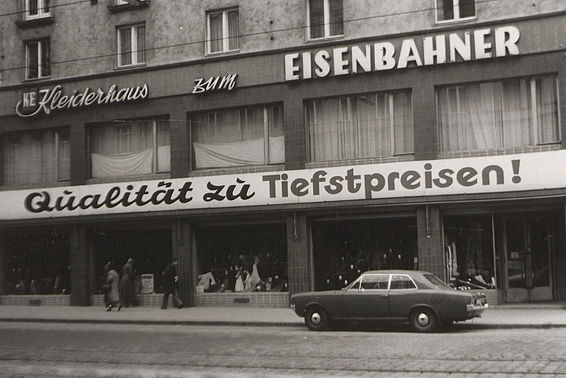 KE Kleiderhaus zum EISENBAHNER
Qualität zu Tiefstpreisen!